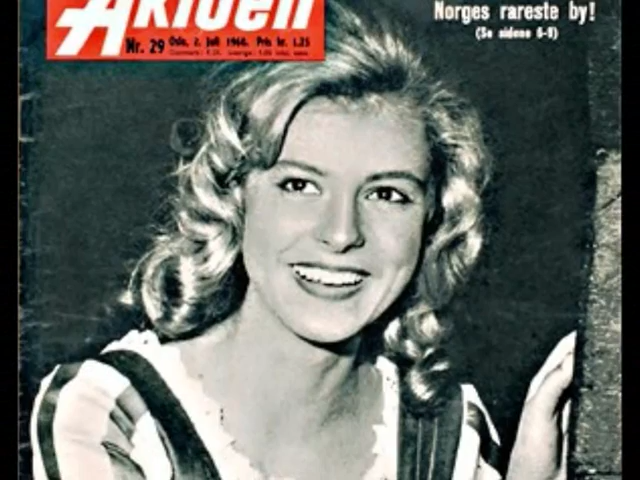 Aktuell
Nr. 29 Oslo, 2. juli 1960. Pris kr. 1.25
Norges rareste by!
(Se sidene 6-9)